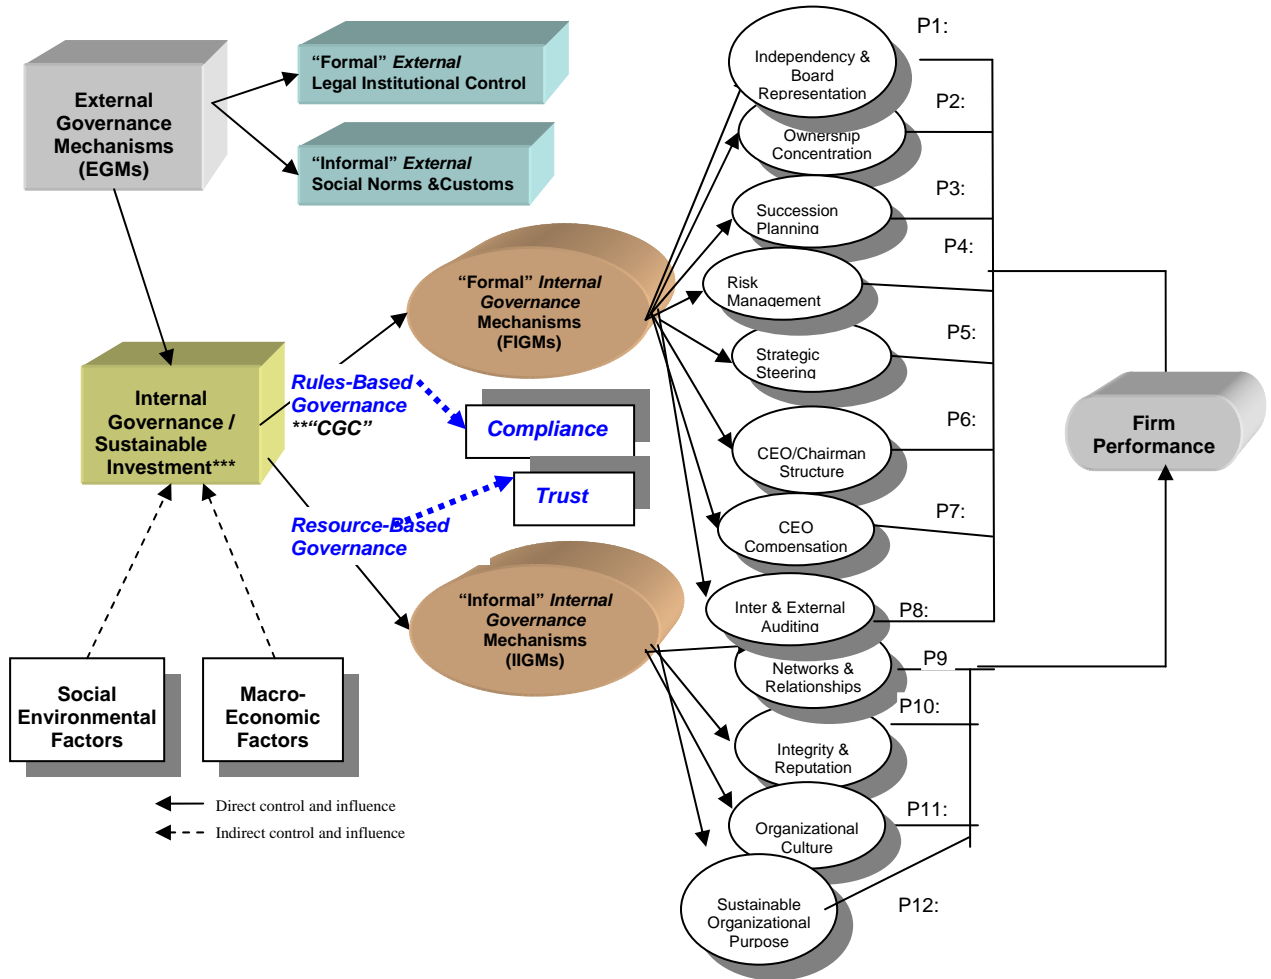 "Formal" External
Legal Institutional Control
External
Governance
Mechanisms
(EGMs)
"Informal" External
Social Norms &Customs
Internal
Governance /
Sustainable
Investment***
Rules-Based
Governance
**"CGC"
Compliance
Trust
Resource-Based
Governance
"Formal" Internal
Governance
Mechanisms
(FIGMs)
"Informal" Internal
Governance
Mechanisms
(IIGMs)
Social
Environmental
Factors
Macro-
Economic
Factors
Direct control and influence
Indirect control and influence
Independency &
Board
Representation
Ownership
Concentration
Succession
Planning
Risk
Management
Strategic
Steering
CEO/Chairman
Structure
CEO
Compensation
Inter & External
Auditing
Networks &
Relationships
Integrity &
Reputation
Organizational
Culture
Sustainable
Organizational
Purpose
P1:
P2:
P3:
P4:
P5:
P6:
P7:
P8:
P9
P10:
P11:
P12:
Firm
Performance